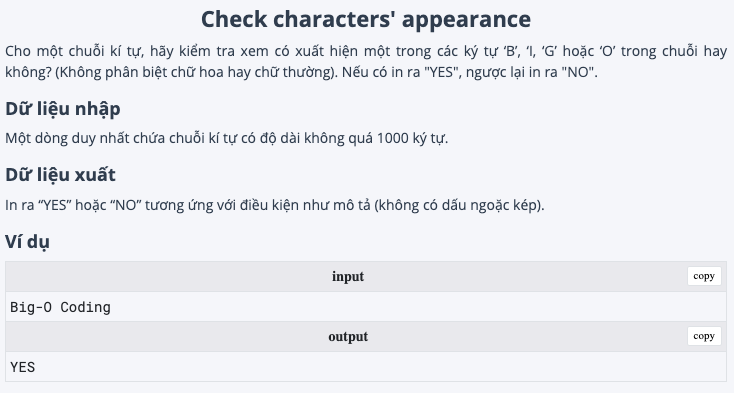 Check characters' appearance
Cho một chuỗi kí tự, hãy kiểm tra xem có xuất hiện một trong các ký tự ‘B’, ‘I, ‘G’ hoặc ‘O’ trong chuỗi hay
không? (Không phân biệt chữ hoa hay chữ thường). Nếu có in ra "YES", ngược lại in ra "NO".
Dữ liệu nhập
Một dòng duy nhất chứa chuỗi kí tự có độ dài không quá 1000 ký tự.
Dữ liệu xuất
In ra “YES” hoặc “NO” tương ứng với điều kiện như mô tả (không có dấu ngoặc kép).
Ví dụ
input copy
Big-O Coding
output copy
YES